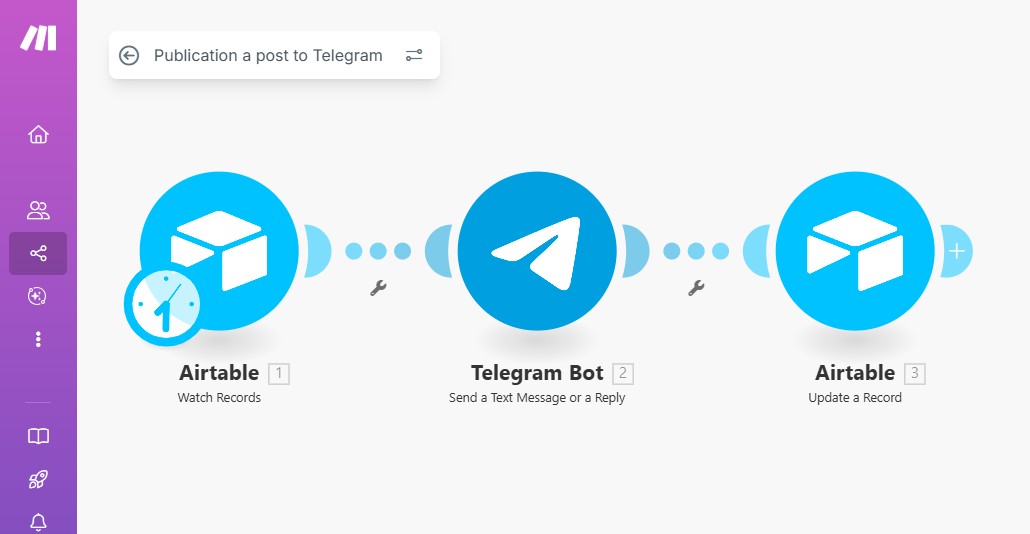 Publication a post to Telegram
Airtable 1
Watch Records
Telegram Bot 2
Send a Text Message or a Reply
Airtable 3
Update a Record